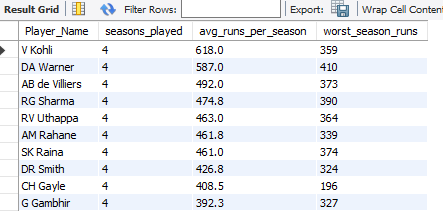 Result Grid Filter Rows: Export: Wrap Cell Conten
Player_Name seasons_played avg_runs_per_season worst_season_runs
V Kohli 4 618.0 359
DA Warner 4 587.0 410
AB de Villiers 4 492.0 373
RG Sharma 4 474.8 390
RV Uthappa 4 463.0 364
AM Rahane 4 461.8 339
SK Raina 4 461.0 374
DR Smith 4 426.8 324
CH Gayle 4 408.5 196
G Gambhir 4 392.3 327